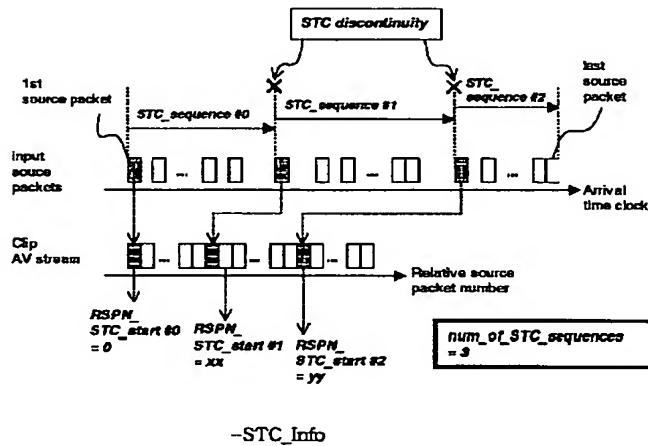 STC discontinuity
1st
source packet
STC_sequence #0
STC_sequence #1
STC_
sequence #2
last
source
packet
input
source
packets
...
...
...
Arrival
time clock
Clip
AV stream
...
...
...
Relative source
packet number
RSPN_
STC_start #0
= 0
RSPN_
STC_start #1
= xx
RSPN_
STC_start #2
= yy
num_of_STC_sequences
= 3
–STC_Info